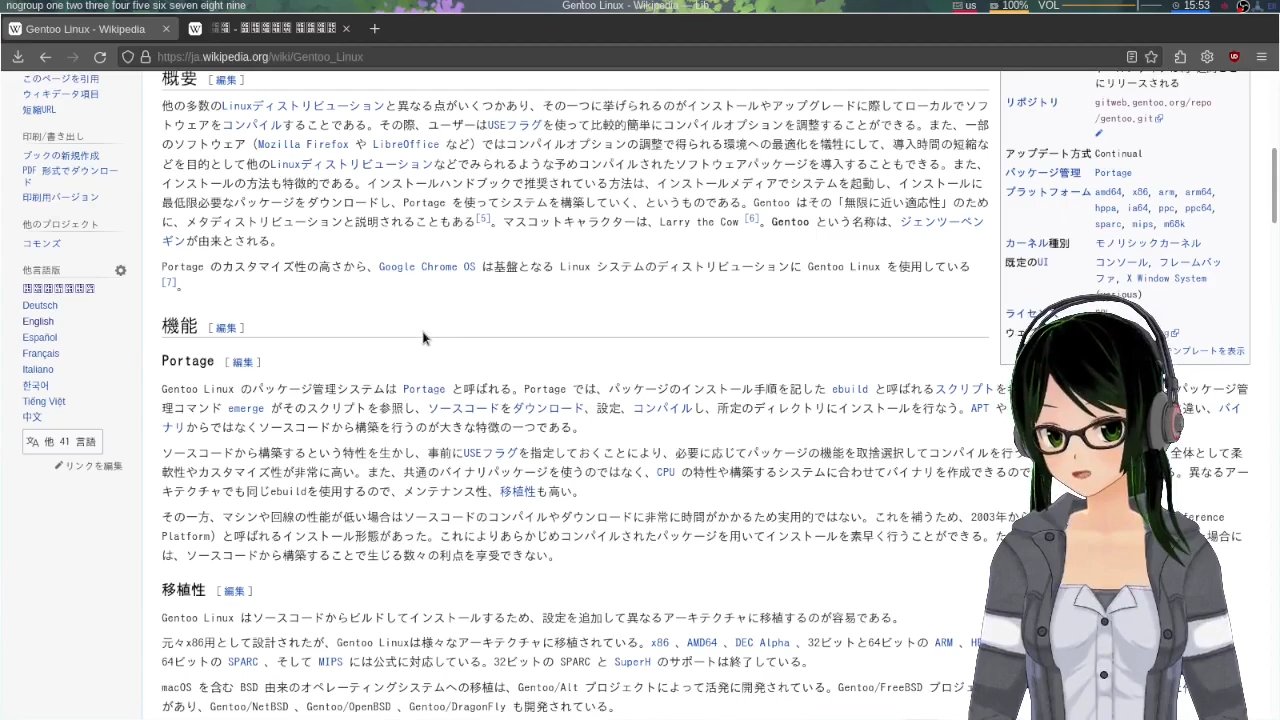 nogroup one two three four five six seven eight nine
Gentoo Linux - Wikipedia — Lib
us
100%
VOL
15:53
Gentoo Linux - Wikipedia
https://ja.wikipedia.org/wiki/Gentoo_Linux
このページを引用
ウィキデータ項目
短縮URL
印刷/書き出し
ブックの新規作成
PDF 形式でダウンロー
ド
印刷用バージョン
他のプロジェクト
コモンズ
他言語版
Deutsch
English
Español
Français
Italiano
한국어
Tiếng Việt
中文
他 41 言語
リンクを編集
概要 [編集]
他の多数のLinuxディストリビューションと異なる点がいくつかあり、その一つに挙げられるのがインストールやアップグレードに際してローカルでソフ
トウェアをコンパイルすることである。その際、ユーザーはUSEフラグを使って比較的簡単にコンパイルオプションを調整することができる。また、一部
のソフトウェア（Mozilla Firefox や LibreOffice など）ではコンパイルオプションの調整で得られる環境への最適化を犠牲にして、導入時間の短縮な
どを目的として他のLinuxディストリビューションなどでみられるような予めコンパイルされたソフトウェアパッケージを導入することもできる。また、
インストールの方法も特徴的である。インストールハンドブックで推奨されている方法は、インストールメディアでシステムを起動し、インストールに
最低限必要なパッケージをダウンロードし、Portage を使ってシステムを構築していく、というものである。Gentoo はその「無限に近い適応性」のため
に、メタディストリビューションと説明されることもある[5]。マスコットキャラクターは、Larry the Cow [6]。Gentoo という名称は、ジェンツーペン
ギンが由来とされる。
Portage のカスタマイズ性の高さから、Google Chrome OS は基盤となる Linux システムのディストリビューションに Gentoo Linux を使用している
[7]。
機能 [編集]
Portage [編集]
Gentoo Linux のパッケージ管理システムは Portage と呼ばれる。Portage では、パッケージのインストール手順を記した ebuild と呼ばれるスクリプトを パッケージ管
理コマンド emerge がそのスクリプトを参照し、ソースコードをダウンロード、設定、コンパイルし、所定のディレクトリにインストールを行なう。APT や 違い、バイ
ナリからではなくソースコードから構築を行うのが大きな特徴の一つである。
ソースコードから構築するという特性を生かし、事前にUSEフラグを指定しておくことにより、必要に応じてパッケージの機能を取捨選択してコンパイルを行 全体として柔
軟性やカスタマイズ性が非常に高い。また、共通のバイナリパッケージを使うのではなく、CPU の特性や構築するシステムに合わせてバイナリを作成できるので 。異なるアー
キテクチャでも同じebuildを使用するので、メンテナンス性、移植性も高い。
その一方、マシンや回線の性能が低い場合はソースコードのコンパイルやダウンロードに非常に時間がかかるため実用的ではない。これを補うため、2003年か ference
Platform) と呼ばれるインストール形態があった。これによりあらかじめコンパイルされたパッケージを用いてインストールを素早く行うことができる。た 場合に
は、ソースコードから構築することで生じる数々の利点を享受できない。
移植性 [編集]
Gentoo Linux はソースコードからビルドしてインストールするため、設定を追加して異なるアーキテクチャに移植するのが容易である。
元々x86用として設計されたが、Gentoo Linuxは様々なアーキテクチャに移植されている。x86 、AMD64 、DEC Alpha 、32ビットと64ビットの ARM 、
64ビットの SPARC 、そして MIPS には公式に対応している。32ビットの SPARC と SuperH のサポートは終了している。
macOS を含む BSD 由来のオペレーティングシステムへの移植は、Gentoo/Alt プロジェクトによって活発に開発されている。Gentoo/FreeBSD プロジェ
があり、Gentoo/NetBSD 、Gentoo/OpenBSD 、Gentoo/DragonFly も開発されている。
にリリースされる
リポジトリ gitweb.gentoo.org/repo
/gentoo.git
アップデート方式 Continual
パッケージ管理 Portage
プラットフォーム amd64, x86, arm, arm64,
hppa, ia64, ppc, ppc64,
sparc, mips, m68k
カーネル種別 モノリシックカーネル
既定のUI コンソール, フレームバッ
ファ, X Window System
(various)
ライセンス
ウェ
テンプレートを表示